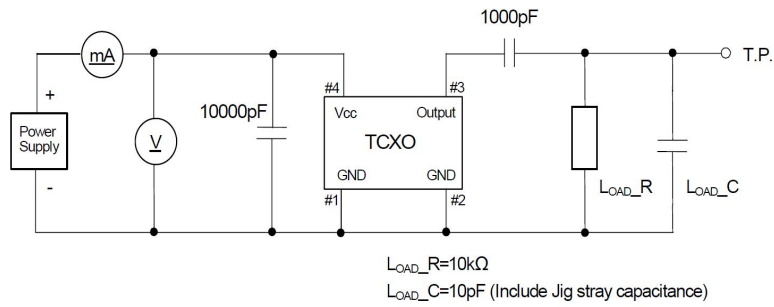 1000pF
mA
T.P.
#4
#3
+
10000pF
Vcc
Output
Power
Supply
V
TCXO
GND
GND
LOAD_R
LOAD_C
-
#1
#2
LOAD_R=10kΩ
LOAD_C=10pF (Include Jig stray capacitance)